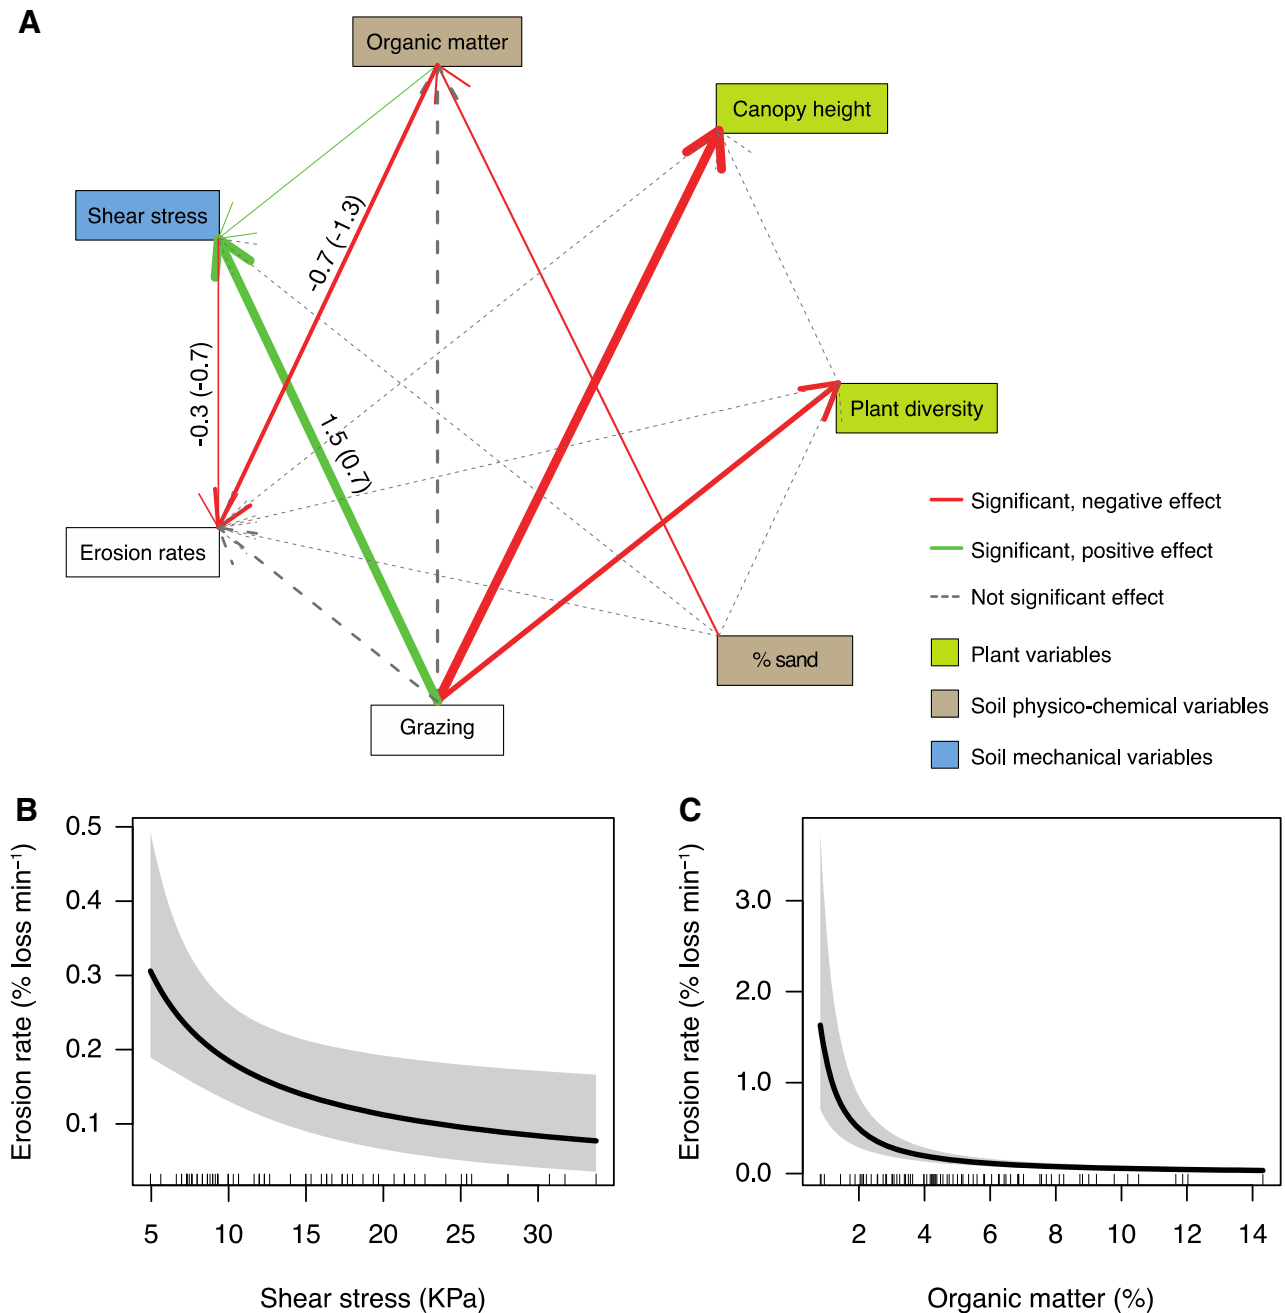 A
Organic matter
Canopy height
Shear stress
-0.7 (-1.3)
-0.3 (-0.7)
1.5 (0.7)
Plant diversity
Erosion rates
% sand
Grazing
Significant, negative effect
Significant, positive effect
Not significant effect
Plant variables
Soil physico-chemical variables
Soil mechanical variables
B
Erosion rate (% loss min⁻¹)
0.5
0.4
0.3
0.2
0.1
5 10 15 20 25 30
Shear stress (KPa)
C
Erosion rate (% loss min⁻¹)
3.0
2.0
1.0
0.0
2 4 6 8 10 12 14
Organic matter (%)